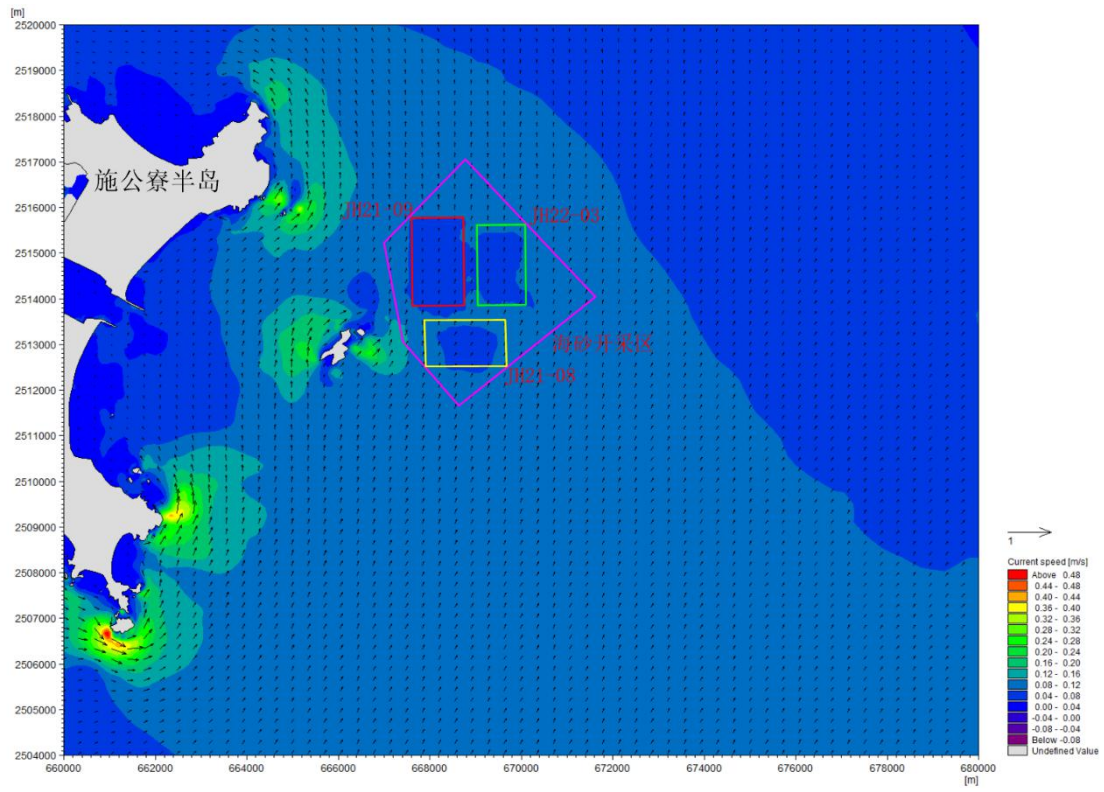 [m]
2520000
2519000
2518000
2517000
2516000
2515000
2514000
2513000
2512000
2511000
2510000
2509000
2508000
2507000
2506000
2505000
2504000
施公寮半岛
JH21-09
JH22-03
海砂开采区
JH21-08
660000 662000 664000 666000 668000 670000 672000 674000 676000 678000 680000
[m]
1
Current speed [m/s]
Above 0.48
0.44 - 0.48
0.40 - 0.44
0.36 - 0.40
0.32 - 0.36
0.28 - 0.32
0.24 - 0.28
0.20 - 0.24
0.16 - 0.20
0.12 - 0.16
0.08 - 0.12
0.04 - 0.08
0.00 - 0.04
-0.04 - 0.00
-0.08 - -0.04
Below -0.08
Undefined Value